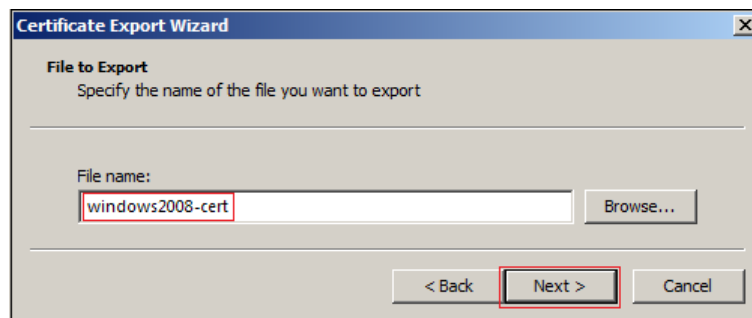 Certificate Export Wizard
File to Export
Specify the name of the file you want to export
File name:
windows2008-cert
Browse...
< Back
Next >
Cancel